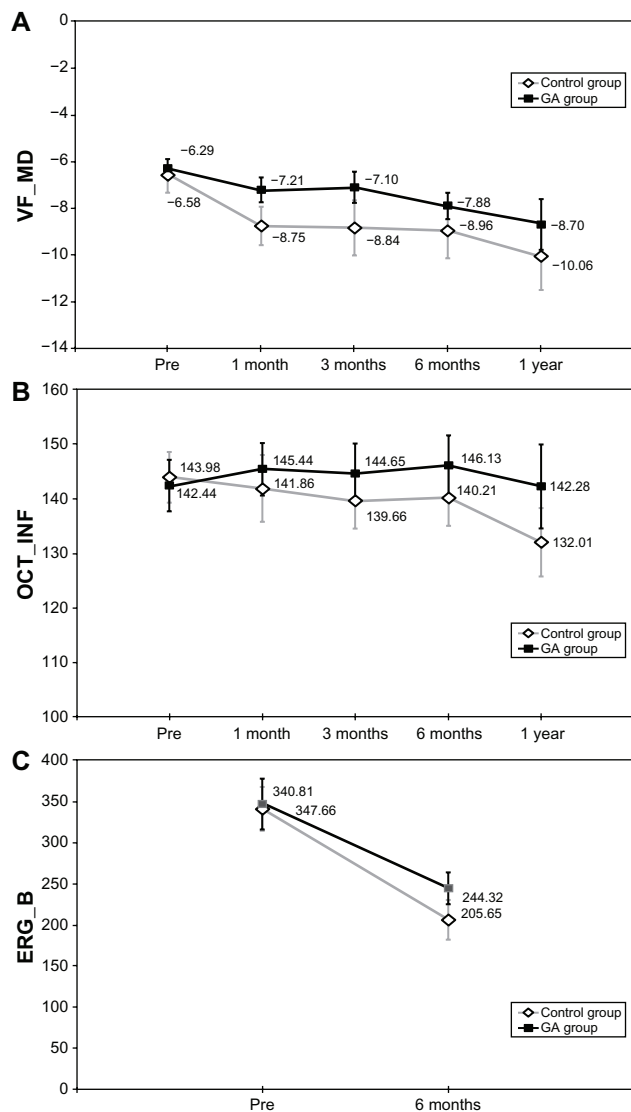 A
0
−2
−4
−6
−8
−10
−12
−14
VF_MD
Control group
GA group
−6.29
−6.58
−7.21
−8.75
−7.10
−8.84
−7.88
−8.96
−8.70
−10.06
Pre
1 month
3 months
6 months
1 year
B
160
150
140
130
120
110
100
OCT_INF
143.98
142.44
145.44
141.86
144.65
139.66
146.13
140.21
142.28
132.01
Control group
GA group
Pre
1 month
3 months
6 months
1 year
C
400
350
300
250
200
150
100
50
0
ERG_B
340.81
347.66
244.32
205.65
Control group
GA group
Pre
6 months